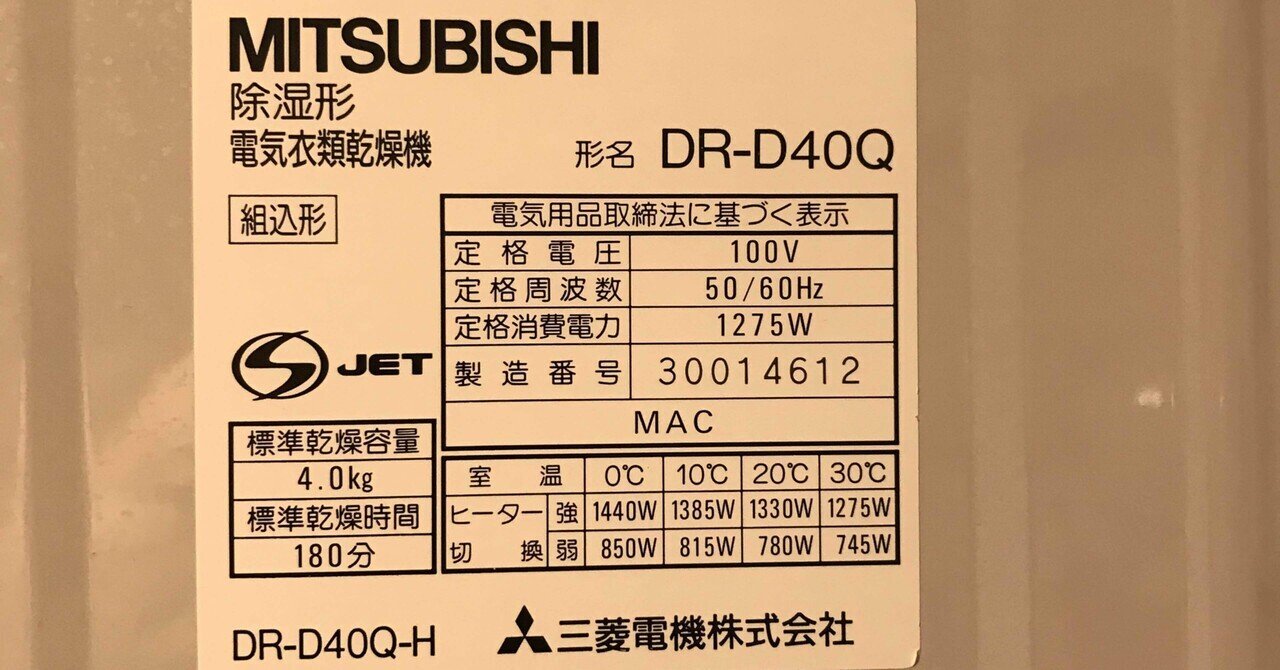 MITSUBISHI
除湿形
電気衣類乾燥機
形名 DR-D40Q
組込形
電気用品取締法に基づく表示
定格電圧 100V
定格周波数 50/60Hz
定格消費電力 1275W
製造番号 30014612
MAC
S JET
標準乾燥容量
4.0kg
標準乾燥時間
180分
室温 0℃ 10℃ 20℃ 30℃
ヒーター 強 1440W 1385W 1330W 1275W
切換 弱 850W 815W 780W 745W
DR-D40Q-H
三菱電機株式会社